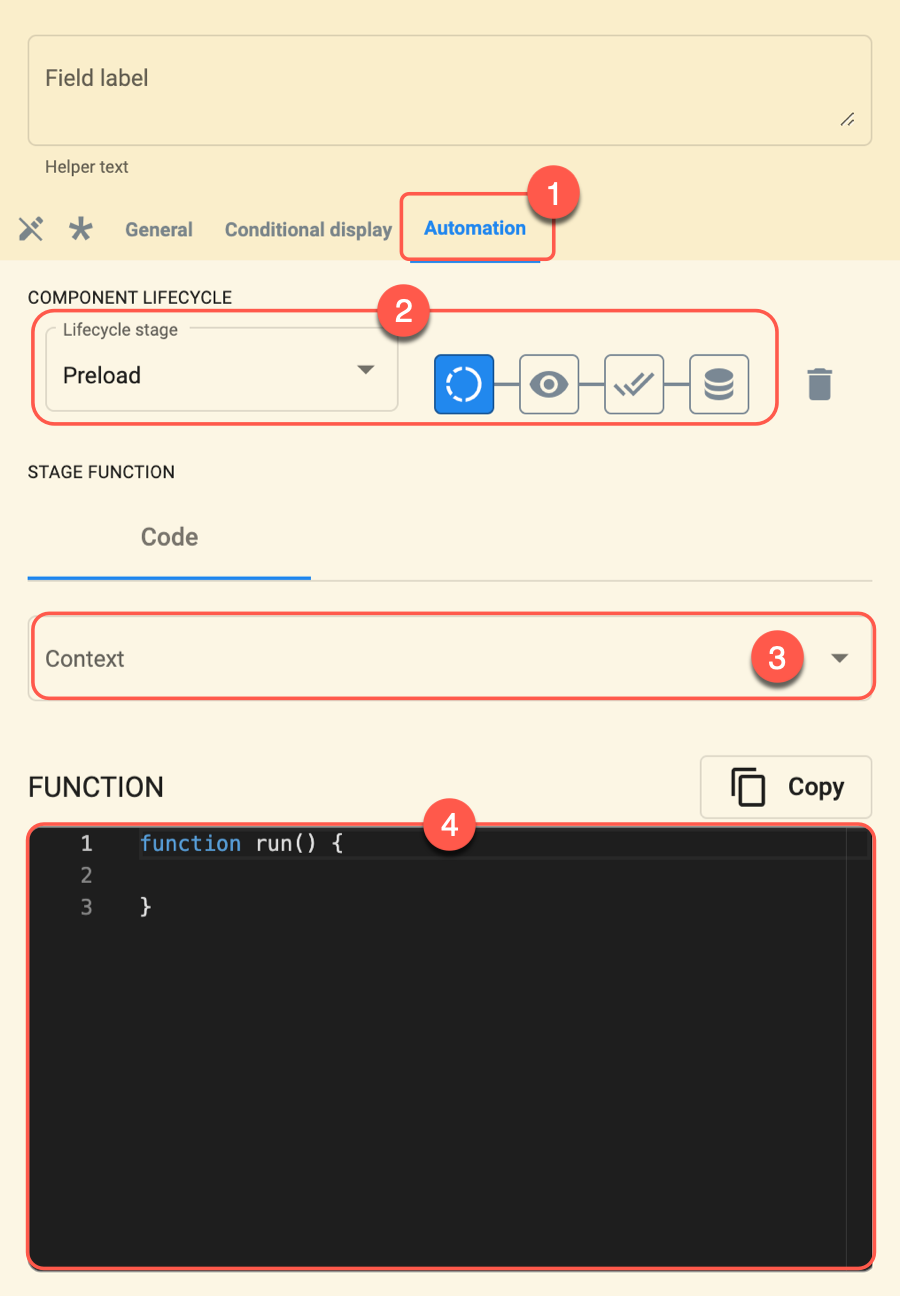 Field label
Helper text
1
General Conditional display Automation
COMPONENT LIFECYCLE
2
Lifecycle stage
Preload
STAGE FUNCTION
Code
Context 3
FUNCTION Copy
4
1 function run() {
2
3 }